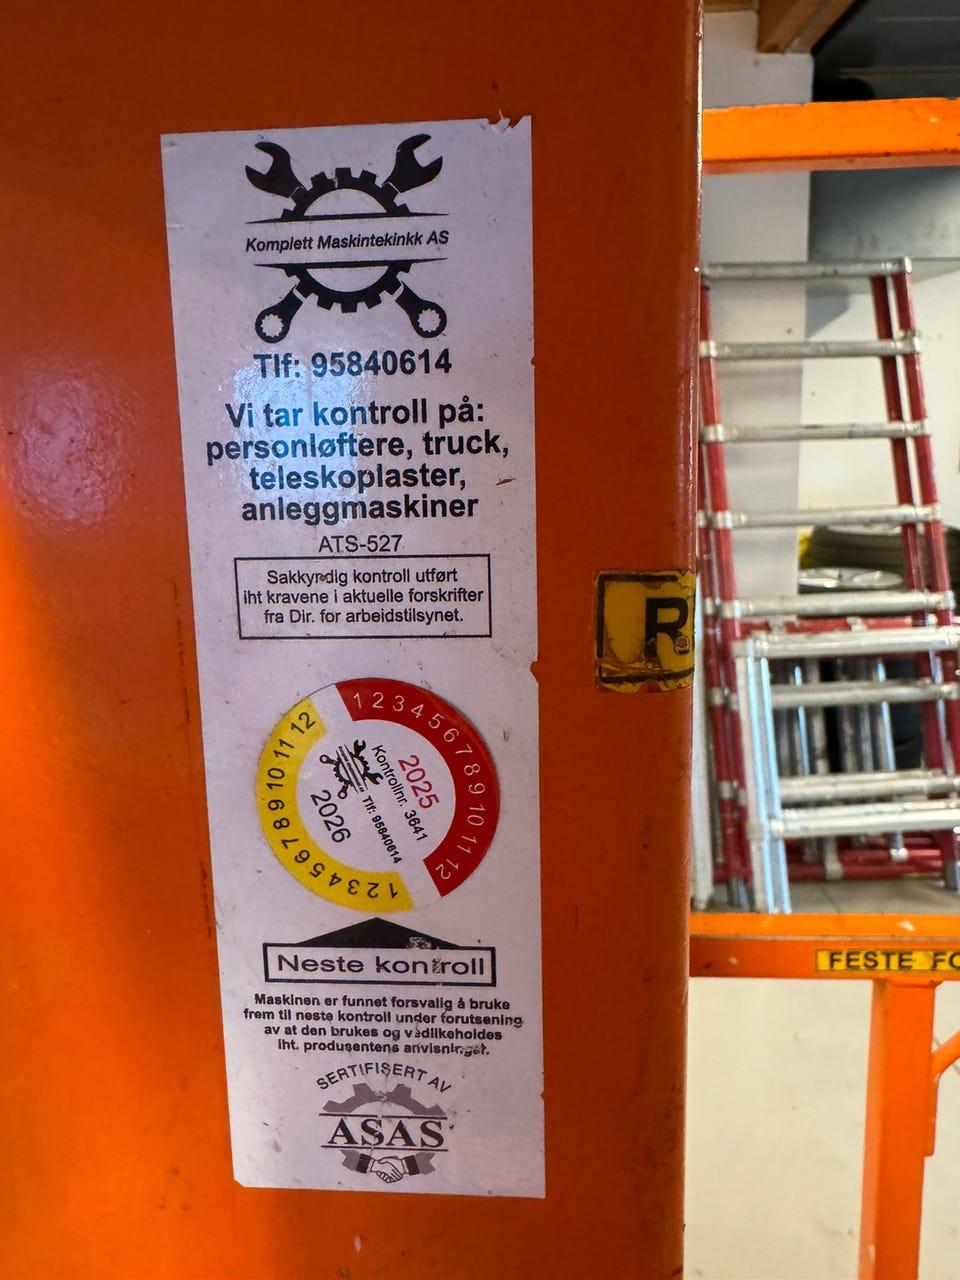 Komplett Maskintekinkk AS
Tlf: 95840614
Vi tar kontroll på:
personløftere, truck,
teleskoplaster,
anleggmaskiner
ATS-527
Sakkyndig kontroll utført
iht kravene i aktuelle forskrifter
fra Dir. for arbeidstilsynet.
1 2 3 4 5 6 7 8 9 10 11 12
2025
Kontrollnr. 3641
Tlf: 95840614
2026
1 2 3 4 5 6 7 8 9 10 11 12
Neste kontroll
Maskinen er funnet forsvalig å bruke
frem til neste kontroll under forutsening
av at den brukes og vedlikeholdes
iht. produsentens anvisninger.
SERTIFISERT AV
ASAS
R
FESTE FO